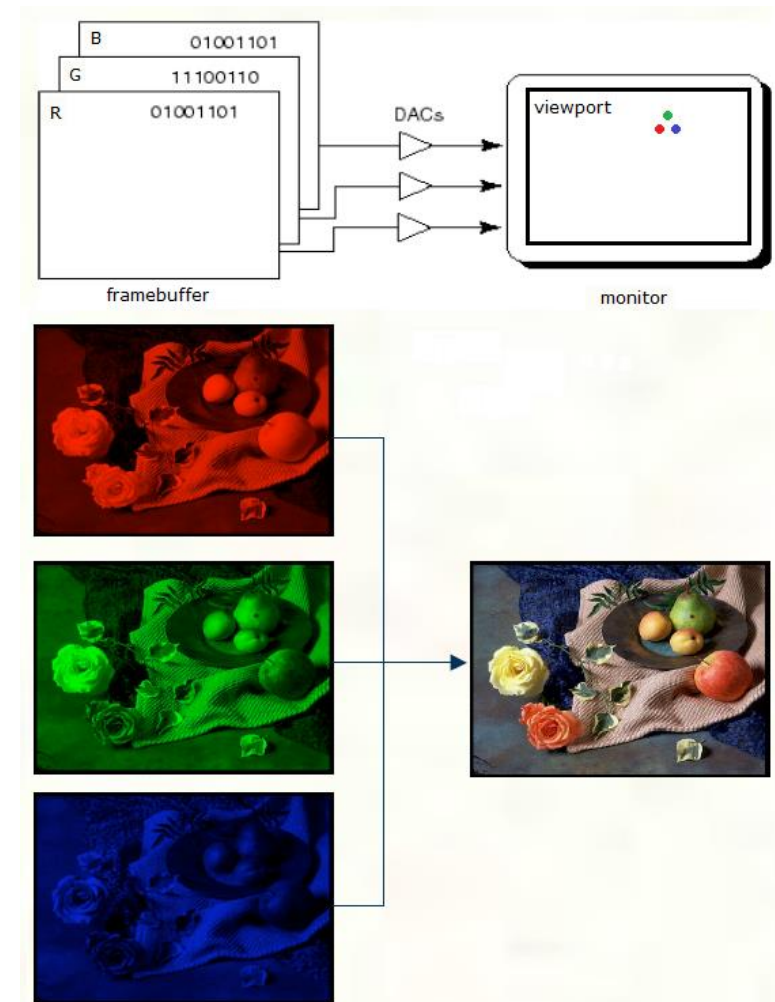 B 01001101
G 11100110
R 01001101
DACs
viewport
framebuffer
monitor